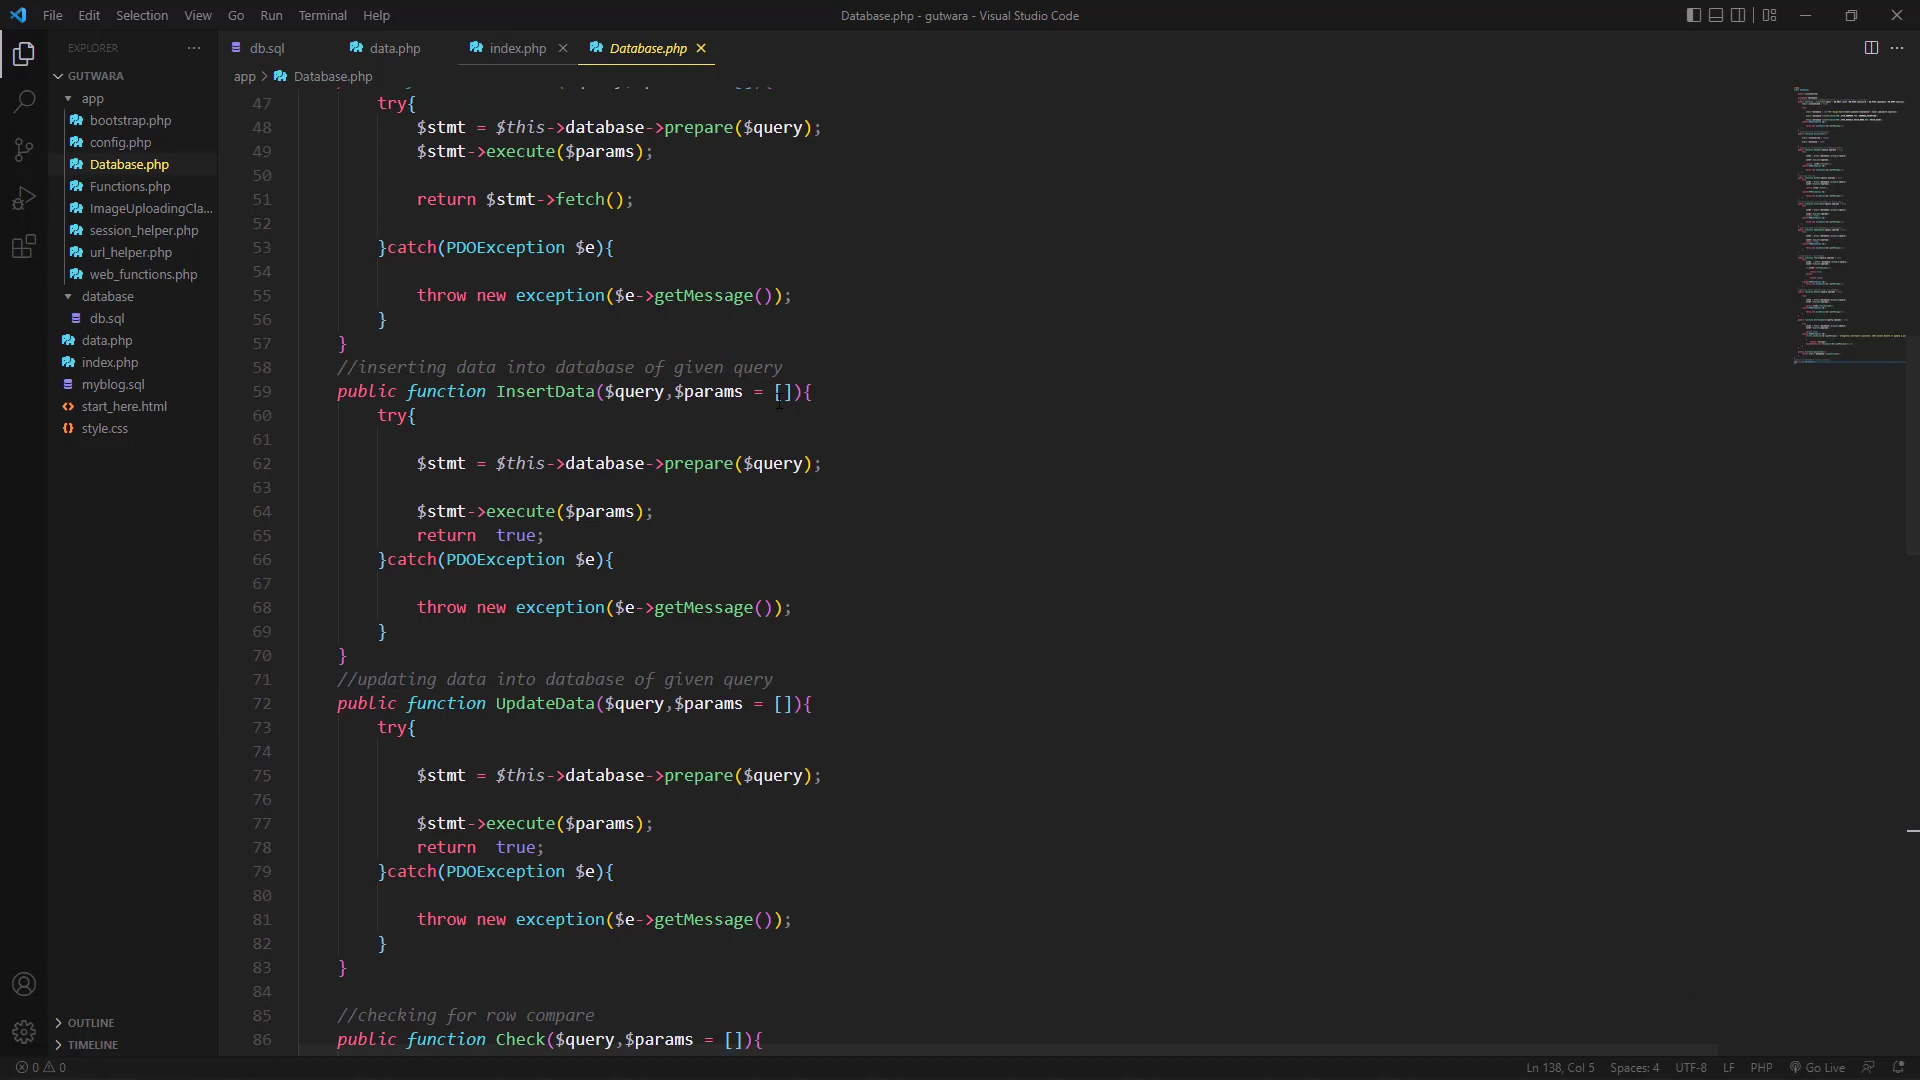 File Edit Selection View Go Run Terminal Help
Database.php - gutwara - Visual Studio Code
EXPLORER
GUTWARA
app
bootstrap.php
config.php
Database.php
Functions.php
ImageUploadingCla...
session_helper.php
url_helper.php
web_functions.php
database
db.sql
data.php
index.php
myblog.sql
start_here.html
style.css
OUTLINE
TIMELINE
db.sql data.php index.php Database.php
app > Database.php
47 try{
48 $stmt = $this->database->prepare($query);
49 $stmt->execute($params);
50
51 return $stmt->fetch();
52
53 }catch(PDOException $e){
54
55 throw new exception($e->getMessage());
56 }
57 }
58 //inserting data into database of given query
59 public function InsertData($query,$params = []){
60 try{
61
62 $stmt = $this->database->prepare($query);
63
64 $stmt->execute($params);
65 return  true;
66 }catch(PDOException $e){
67
68 throw new exception($e->getMessage());
69 }
70 }
71 //updating data into database of given query
72 public function UpdateData($query,$params = []){
73 try{
74
75 $stmt = $this->database->prepare($query);
76
77 $stmt->execute($params);
78 return  true;
79 }catch(PDOException $e){
80
81 throw new exception($e->getMessage());
82 }
83 }
84
85 //checking for row compare
86 public function Check($query,$params = []){
0 0 Ln 138, Col 5 Spaces: 4 UTF-8 LF PHP Go Live